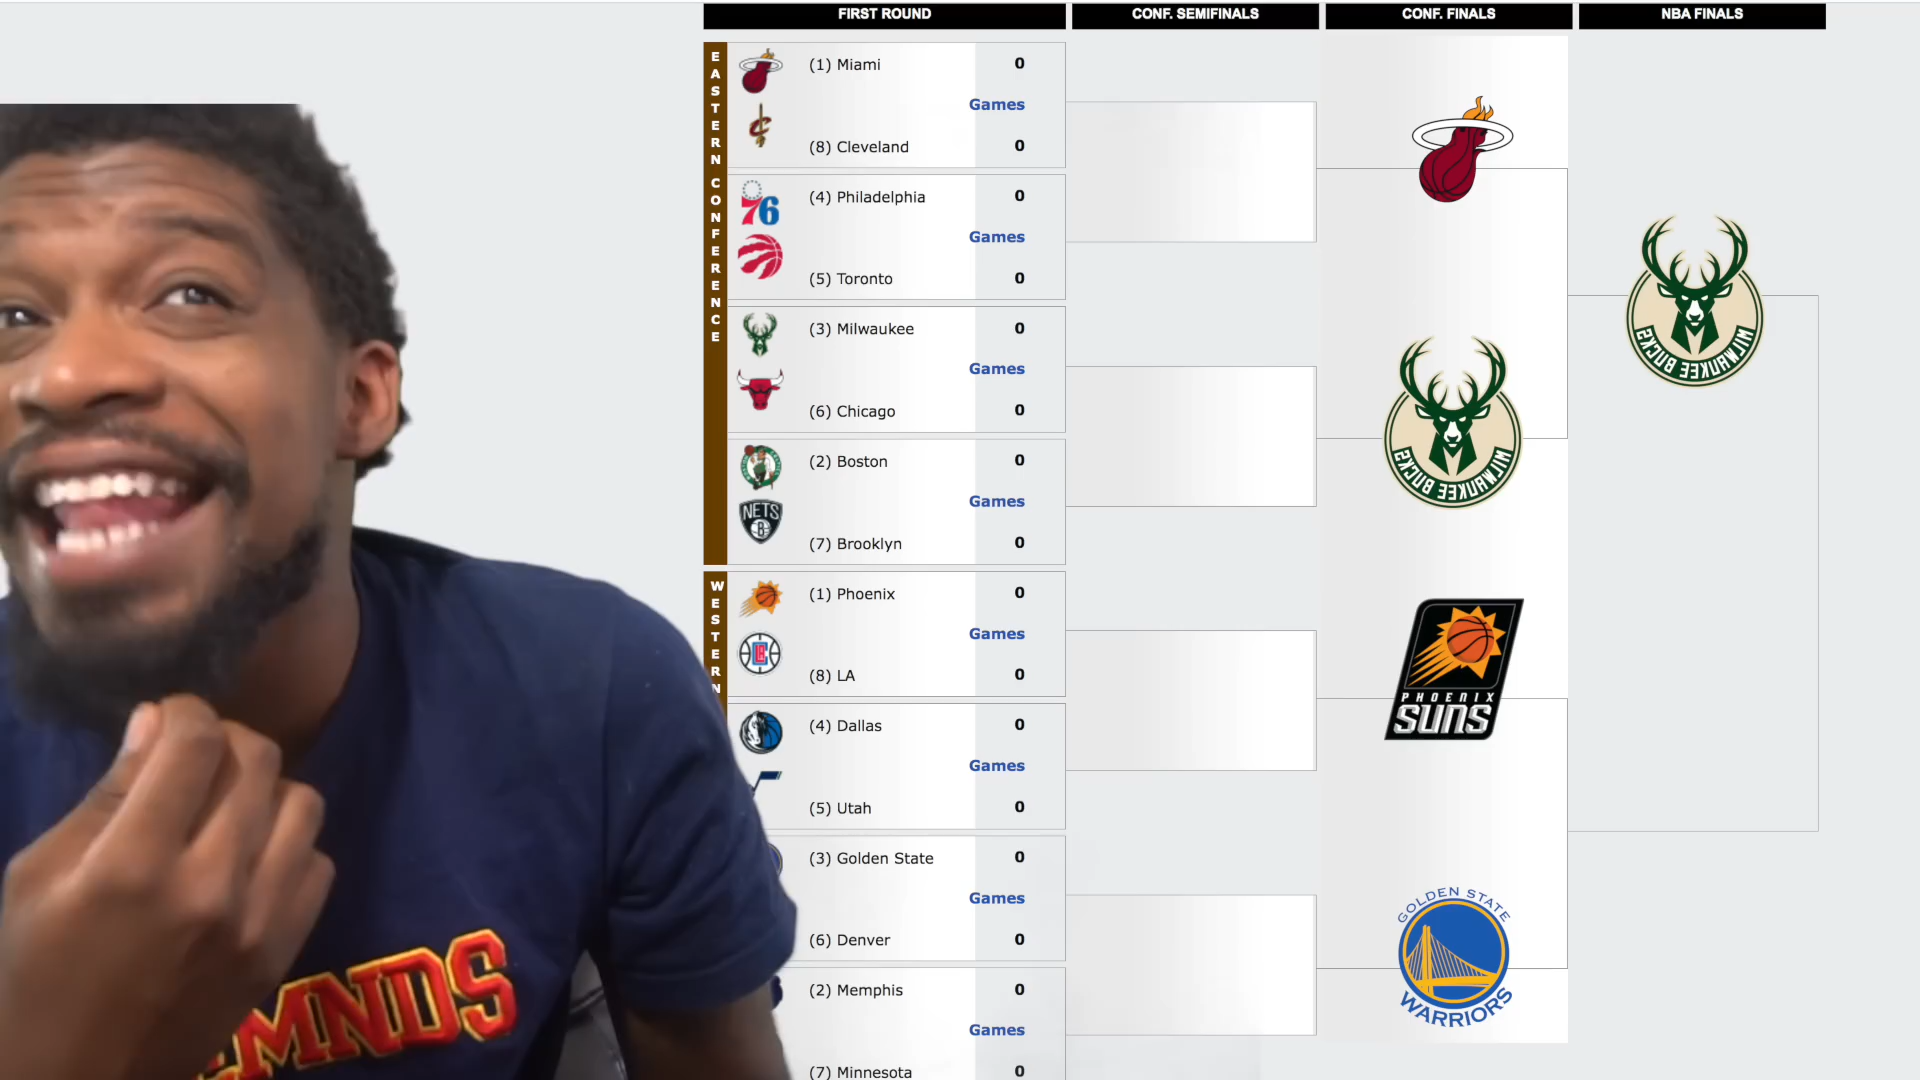 FIRST ROUND
CONF. SEMIFINALS
CONF. FINALS
NBA FINALS
EASTERN CONFERENCE
(1) Miami 0
Games
(8) Cleveland 0
76
(4) Philadelphia 0
Games
(5) Toronto 0
(3) Milwaukee 0
Games
(6) Chicago 0
(2) Boston 0
Games
NETS
B
(7) Brooklyn 0
WESTERN
(1) Phoenix 0
Games
(8) LA 0
(4) Dallas 0
Games
(5) Utah 0
(3) Golden State 0
Games
(6) Denver 0
(2) Memphis 0
Games
(7) Minnesota 0
MILWAUKEE BUCKS
PHOENIX
SUNS
GOLDEN STATE
WARRIORS
MILWAUKEE BUCKS
MNDS